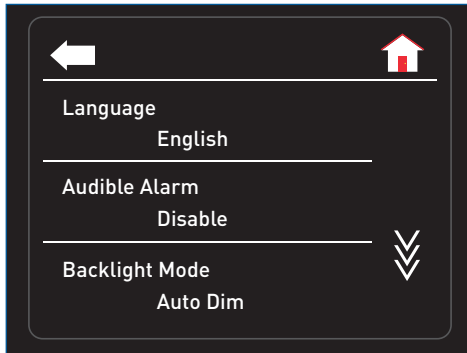 Language
English
Audible Alarm
Disable
Backlight Mode
Auto Dim